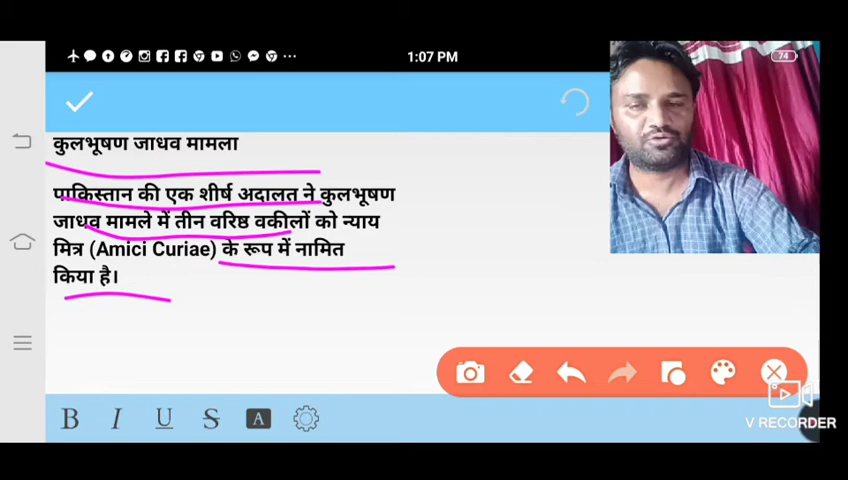 1:07 PM
74
कुलभूषण जाधव मामला
पाकिस्तान की एक शीर्ष अदालत ने कुलभूषण
जाधव मामले में तीन वरिष्ठ वकीलों को न्याय
मित्र (Amici Curiae) के रूप में नामित
किया है।
B I U S A
V RECORDER